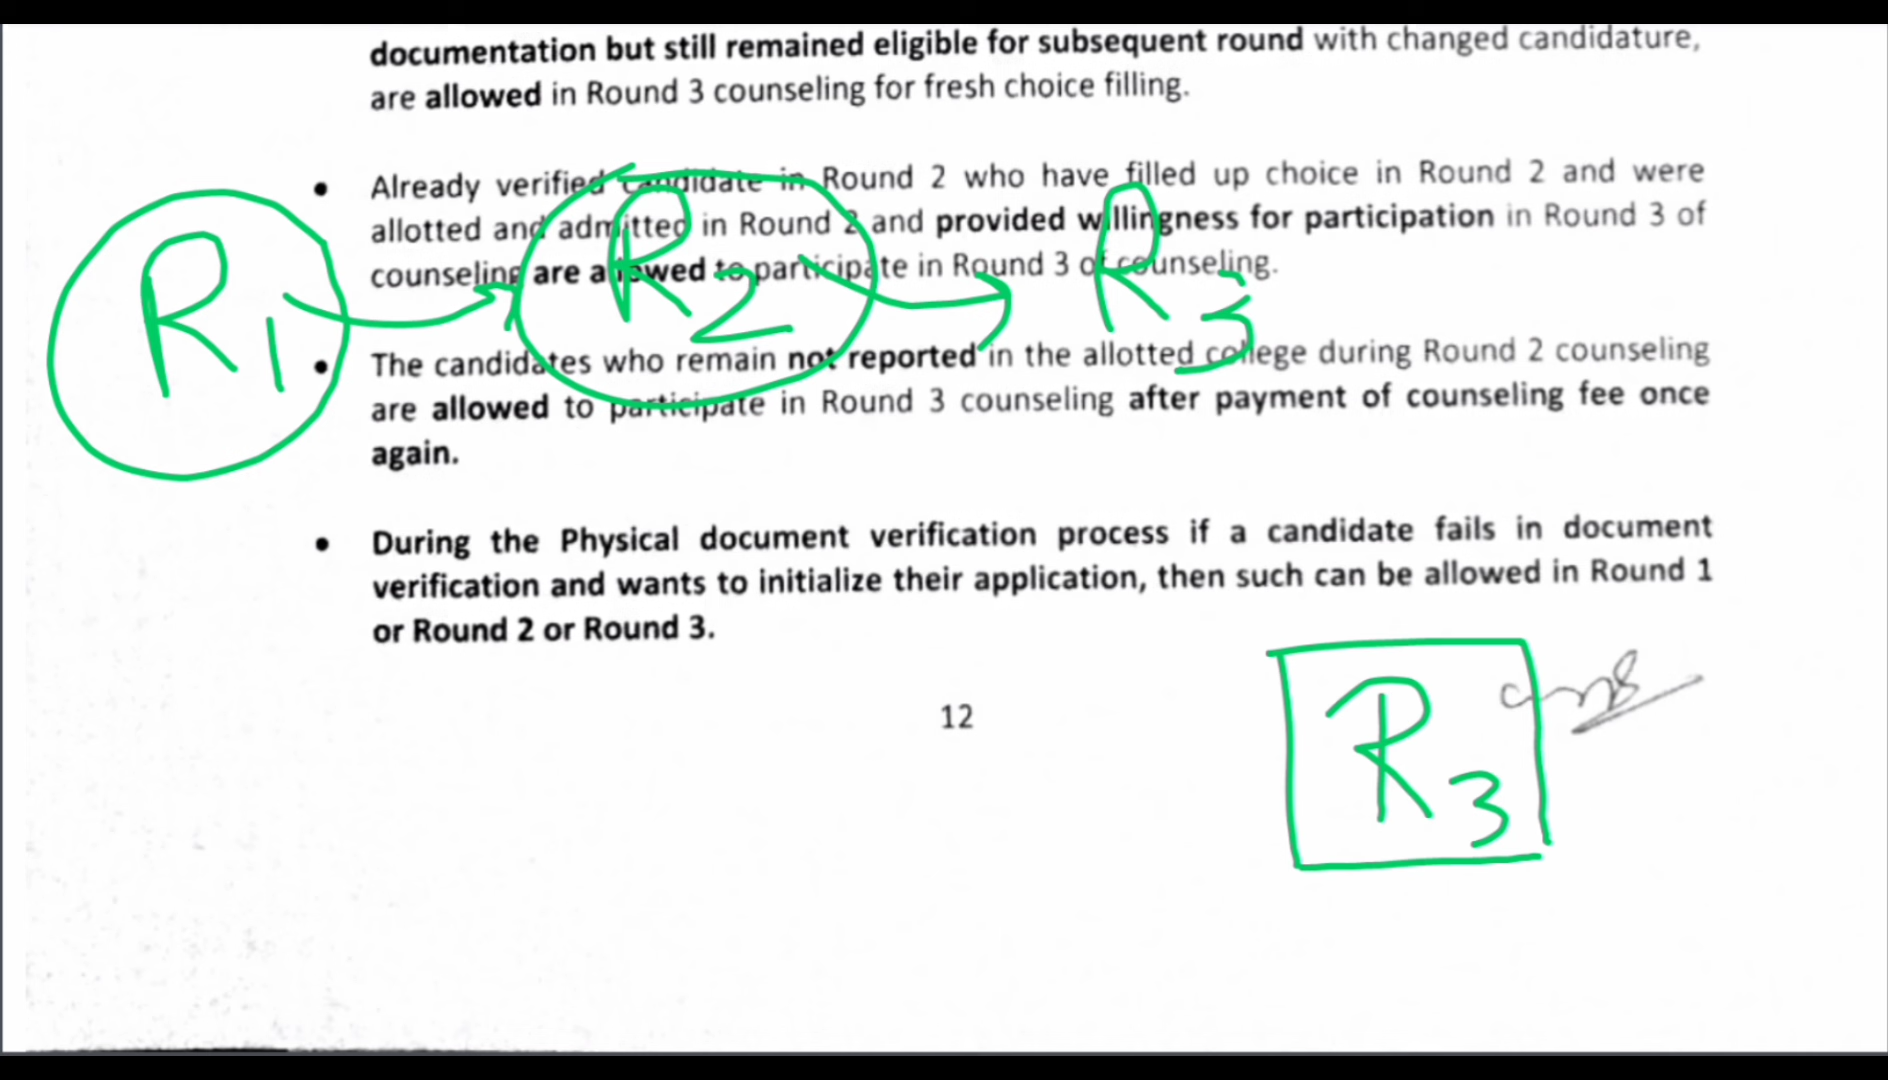 documentation but still remained eligible for subsequent round with changed candidature,
are allowed in Round 3 counseling for fresh choice filling.
• Already verified candidate in Round 2 who have filled up choice in Round 2 and were
allotted and admitted in Round 2 and provided willingness for participation in Round 3 of
counseling are allowed to participate in Round 3 of counseling.
R1 R2 R3
• The candidates who remain not reported in the allotted college during Round 2 counseling
are allowed to participate in Round 3 counseling after payment of counseling fee once
again.
• During the Physical document verification process if a candidate fails in document
verification and wants to initialize their application, then such can be allowed in Round 1
or Round 2 or Round 3.
12
R3